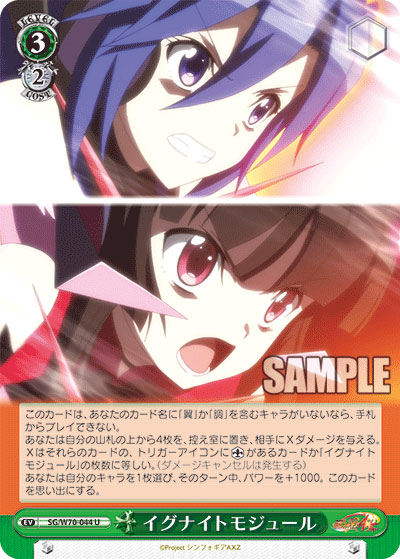 LEVEL
3
2
COST
SAMPLE
このカードは、あなたのカード名に「翼」か「調」を含むキャラがいないなら、手札
からプレイできない。
あなたは自分の山札の上から4枚を、控え室に置き、相手にXダメージを与える。
Xはそれらのカードの、トリガーアイコンに があるカードか「イグナイト
モジュール」の枚数に等しい。(ダメージキャンセルは発生する)
あなたは自分のキャラを1枚選び、そのターン中、パワーを+1000。このカード
を思い出にする。
EV SG/W70-044 U イグナイトモジュール
©Project シンフォギアAXZ